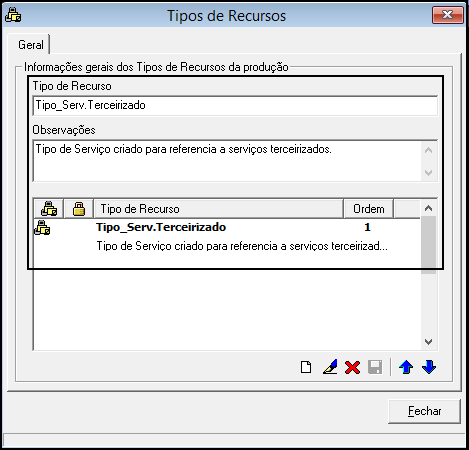 Tipos de Recursos
Geral
Informações gerais dos Tipos de Recursos da produção
Tipo de Recurso
Tipo_Serv.Terceirizado
Observações
Tipo de Serviço criado para referencia a serviços terceirizados.
Tipo de Recurso Ordem
Tipo_Serv.Terceirizado 1
Tipo de Serviço criado para referencia a serviços terceirizad...
Fechar